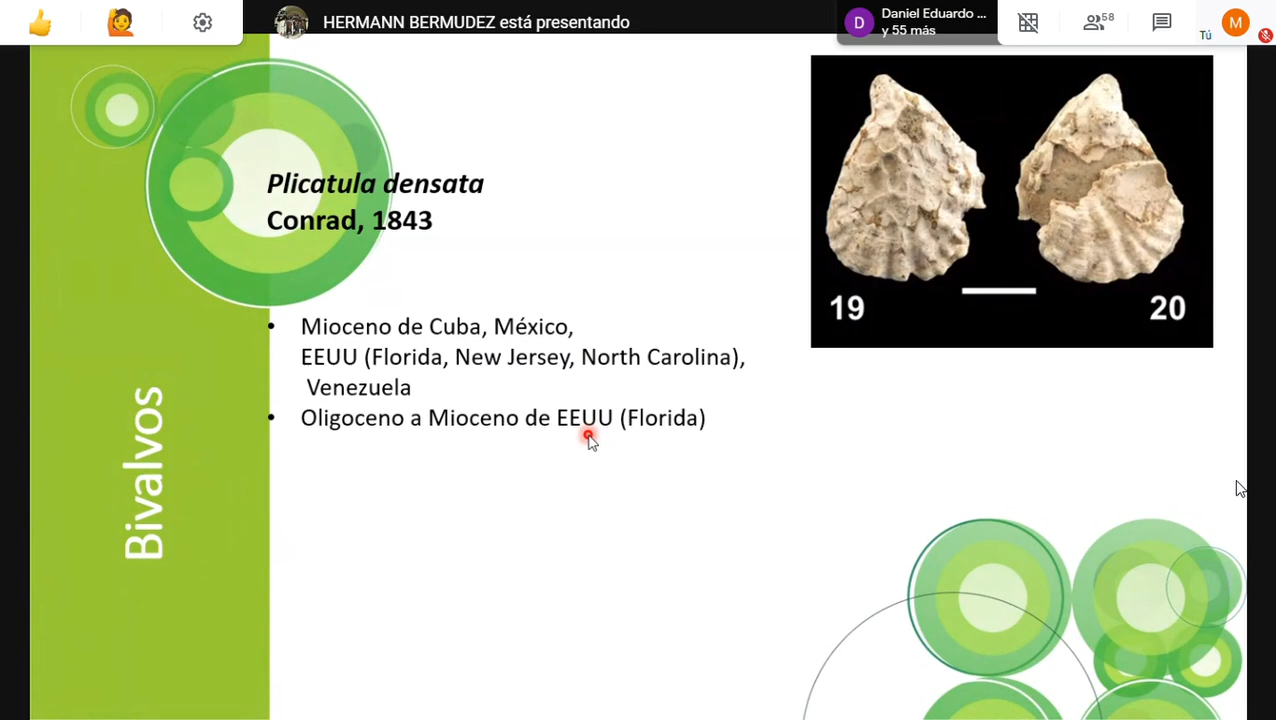 HERMANN BERMUDEZ está presentando
D
Daniel Eduardo ...
y 55 más
58
M
Tú
Plicatula densata
Conrad, 1843
19
20
• Mioceno de Cuba, México,
EEUU (Florida, New Jersey, North Carolina),
Venezuela
• Oligoceno a Mioceno de EEUU (Florida)
Bivalvos